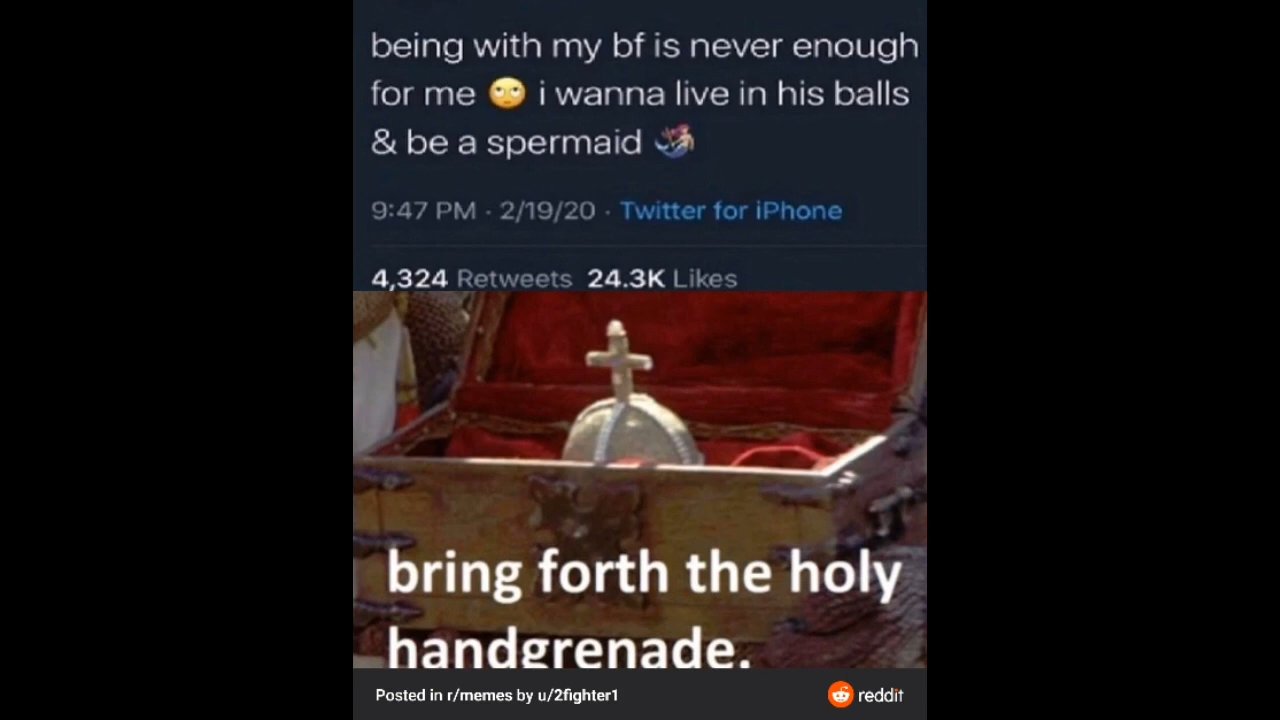 being with my bf is never enough
for me 🙄 i wanna live in his balls
& be a spermaid 🧜‍♀️
9:47 PM · 2/19/20 · Twitter for iPhone
4,324 Retweets 24.3K Likes
bring forth the holy
handgrenade.
Posted in r/memes by u/2fighter1
reddit